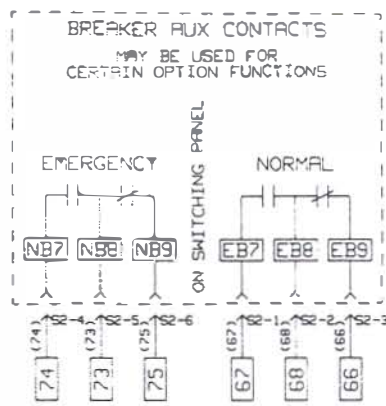 BREAKER AUX CONTACTS
MAY BE USED FOR
CERTAIN OPTION FUNCTIONS
EMERGENCY
ON SWITCHING PANEL
NORMAL
NB7 NB8 NB9 EB7 EB8 EB9
(74) S2-4 (73) S2-5 (75) S2-6 (67) S2-1 (68) S2-2 (66) S2-3
74 73 75 67 68 66